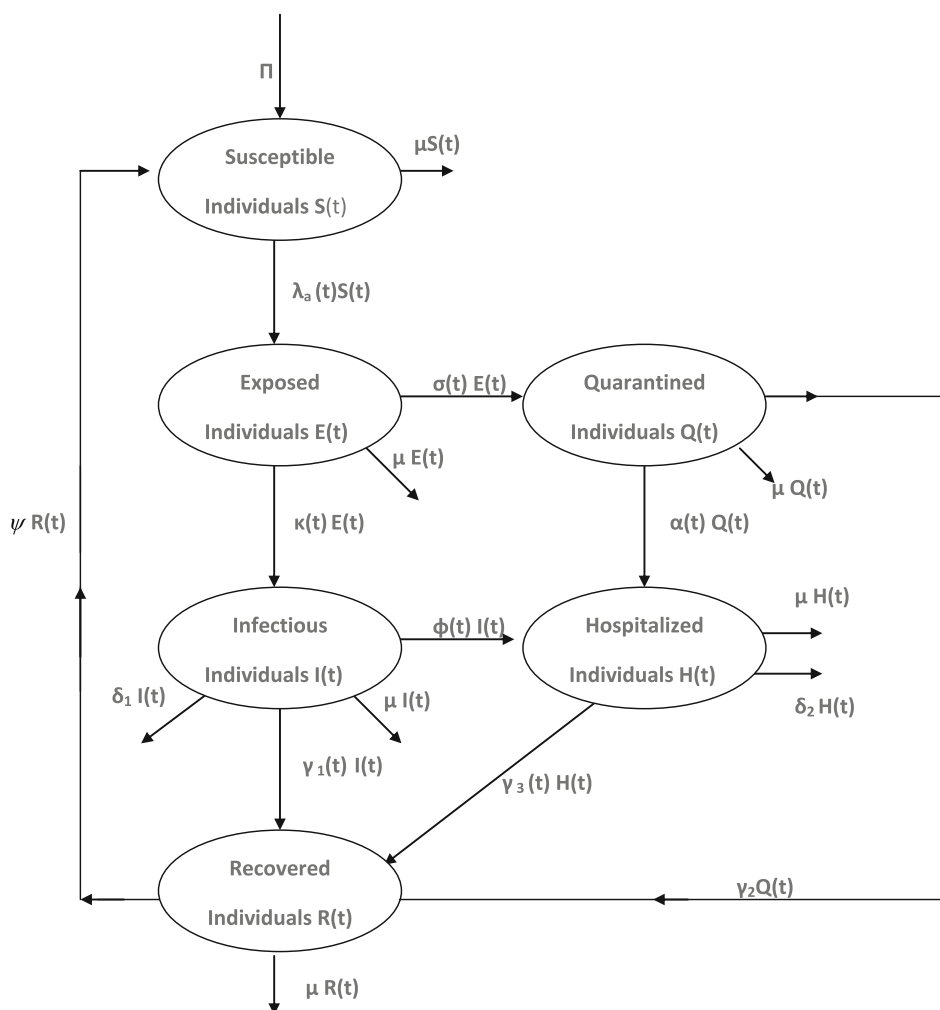 Π
Susceptible
Individuals S(t)
μS(t)
λa (t)S(t)
Exposed
Individuals E(t)
σ(t) E(t)
Quarantined
Individuals Q(t)
μ E(t)
μ Q(t)
ψ R(t)
κ(t) E(t)
α(t) Q(t)
Infectious
Individuals I(t)
ϕ(t) I(t)
Hospitalized
Individuals H(t)
μ H(t)
δ1 I(t)
μ I(t)
δ2 H(t)
γ1(t) I(t)
γ3(t) H(t)
Recovered
Individuals R(t)
γ2Q(t)
μ R(t)